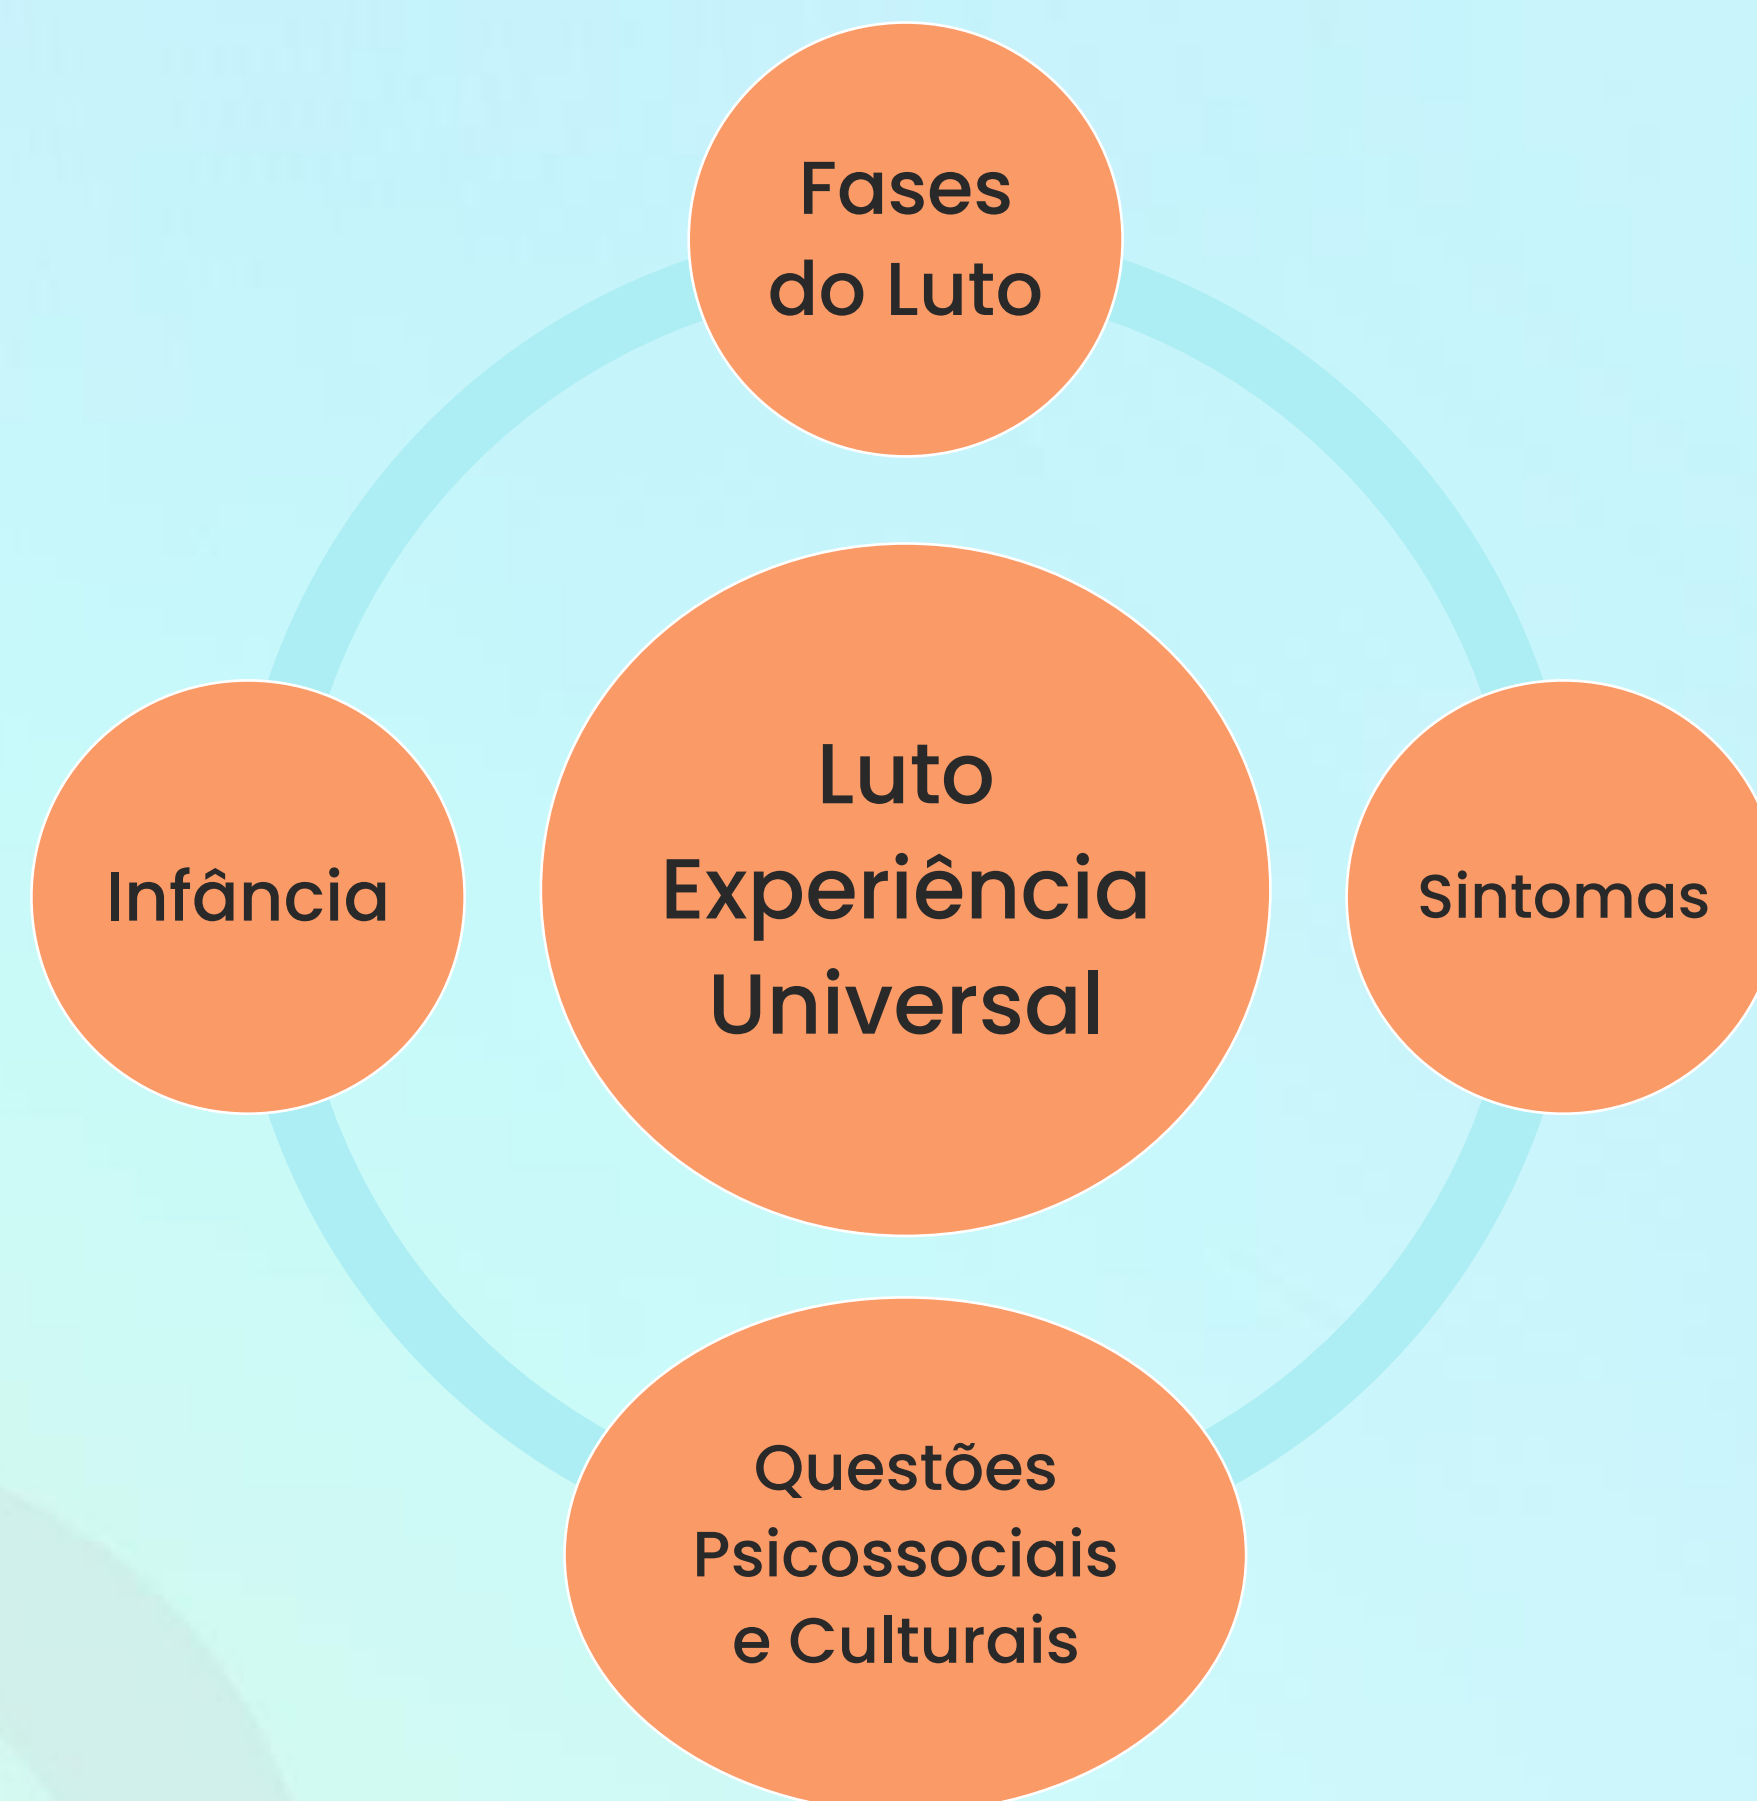 Fases
do Luto
Infância
Luto
Experiência
Universal
Sintomas
Questões
Psicossociais
e Culturais